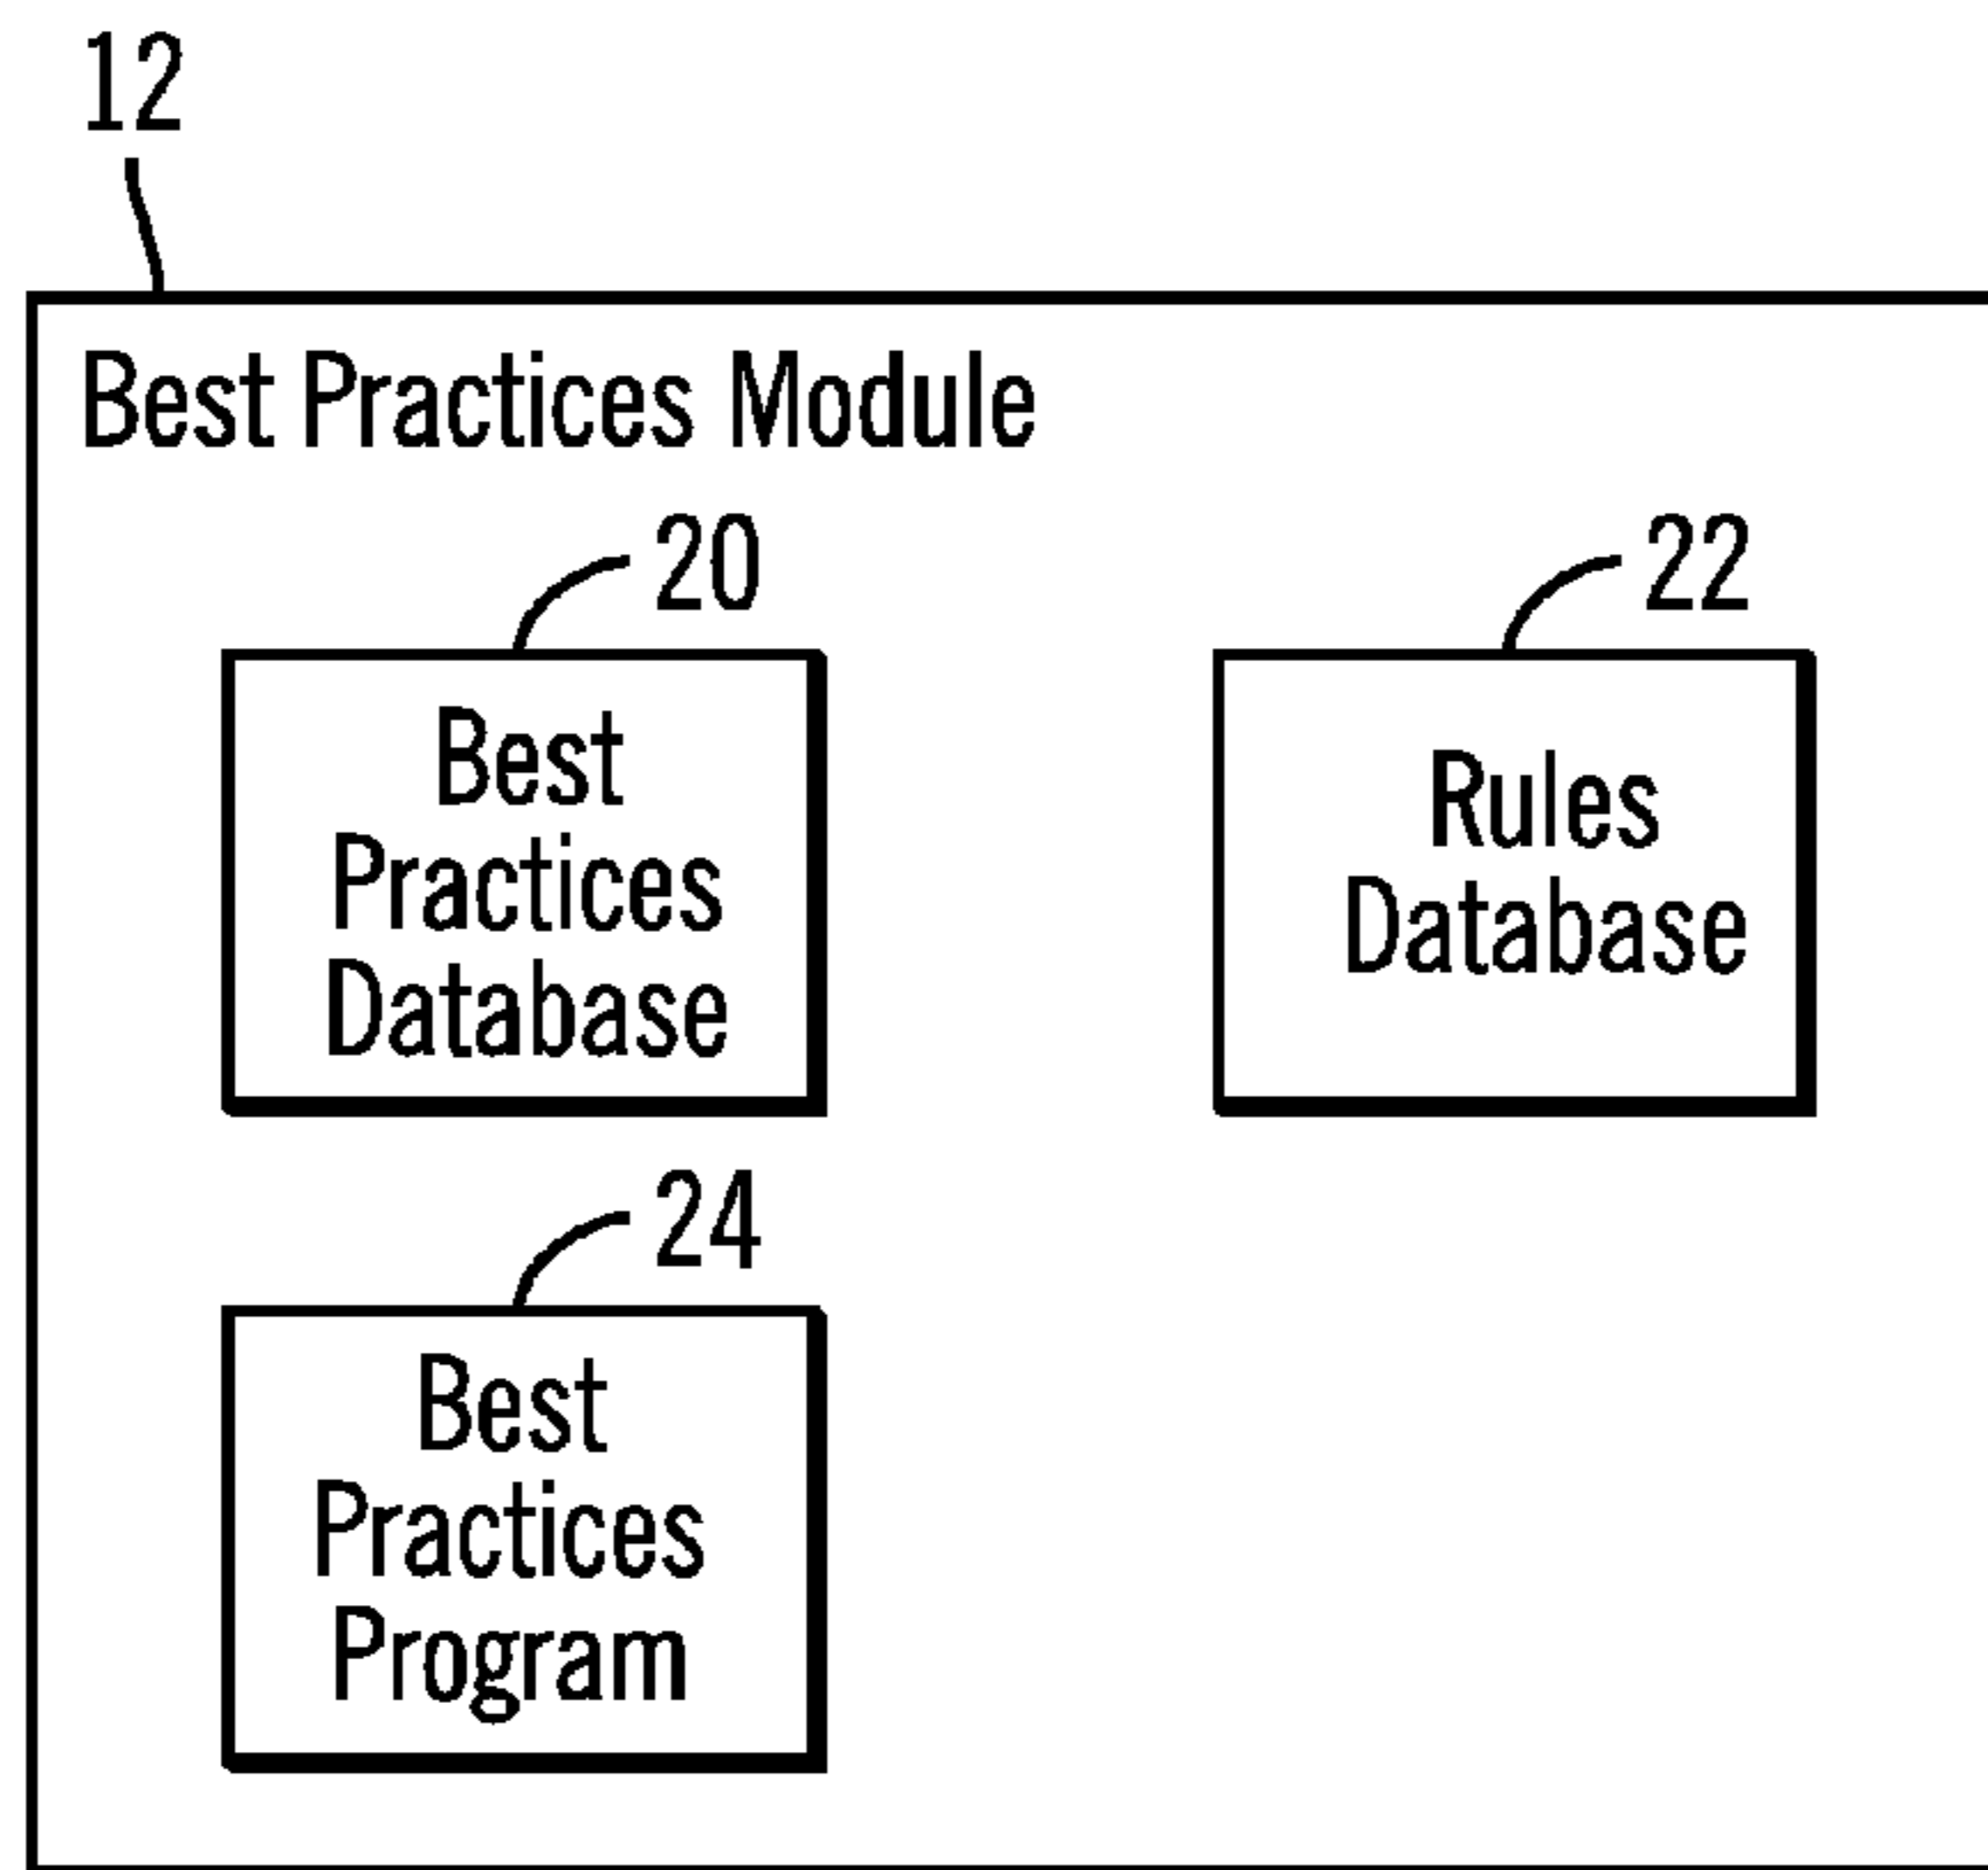 12
Best Practices Module
20
22
Best
Practices
Database
Rules
Database
24
Best
Practices
Program